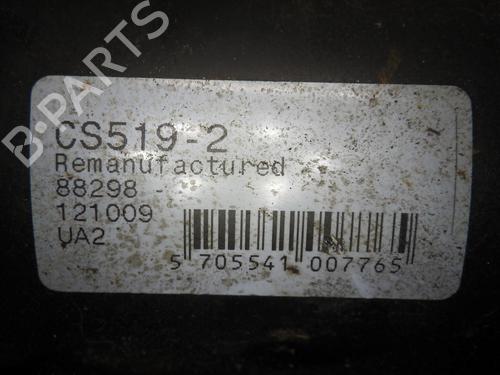 B-PARTS
CS519-2
Remanufactured
88298 -
121009
UA2
5 705541 007765